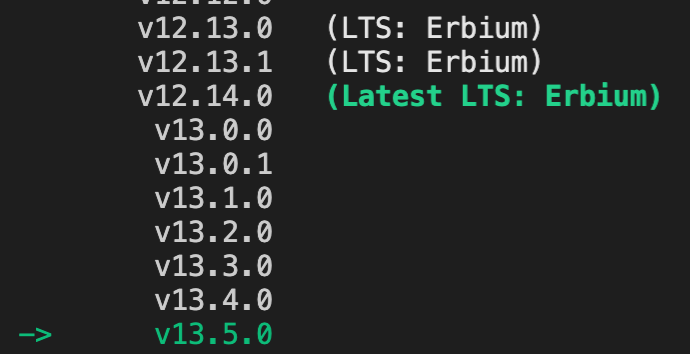 v12.12.0
v12.13.0 (LTS: Erbium)
v12.13.1 (LTS: Erbium)
v12.14.0 (Latest LTS: Erbium)
v13.0.0
v13.0.1
v13.1.0
v13.2.0
v13.3.0
v13.4.0
-> v13.5.0